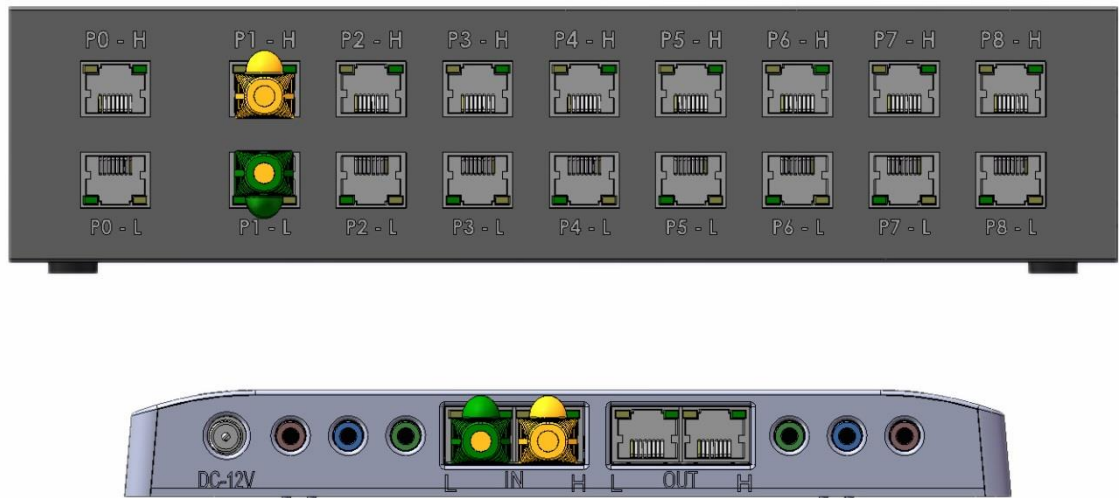 P0 - H P1 - H P2 - H P3 - H P4 - H P5 - H P6 - H P7 - H P8 - H
P0 - L P1 - L P2 - L P3 - L P4 - L P5 - L P6 - L P7 - L P8 - L
DC-12V L IN H L OUT H